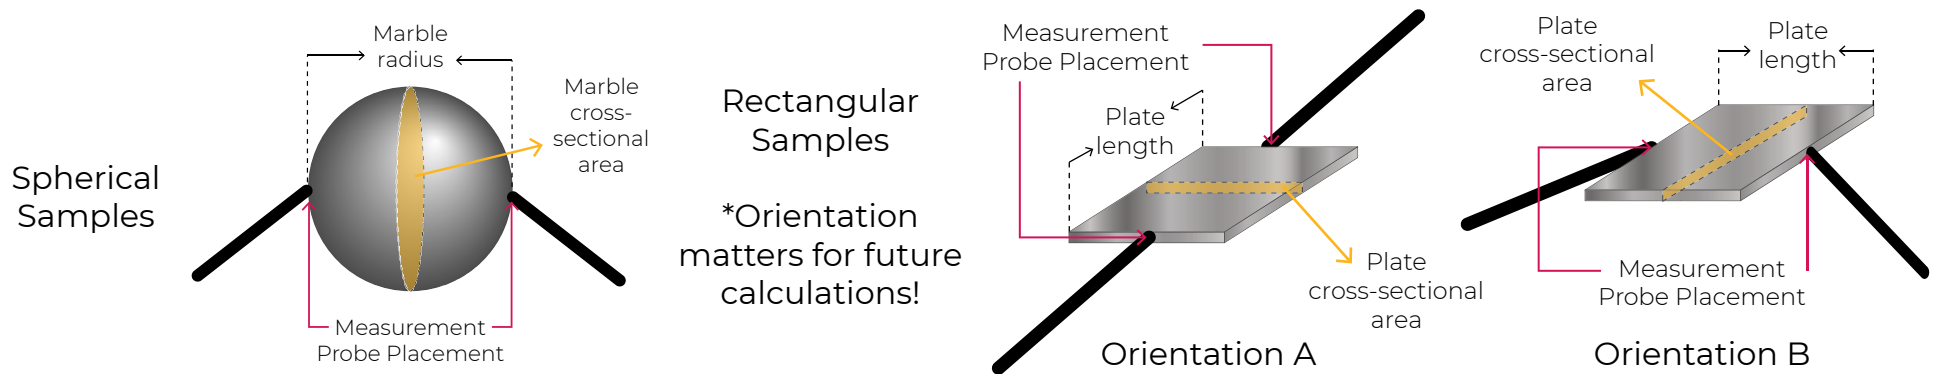 Spherical
Samples
Marble
radius
Marble
cross-
sectional
area
Measurement
Probe Placement
Rectangular
Samples
*Orientation
matters for future
calculations!
Measurement
Probe Placement
Plate
length
Plate
cross-sectional
area
Orientation A
Plate
cross-sectional
area
Plate
length
Measurement
Probe Placement
Orientation B